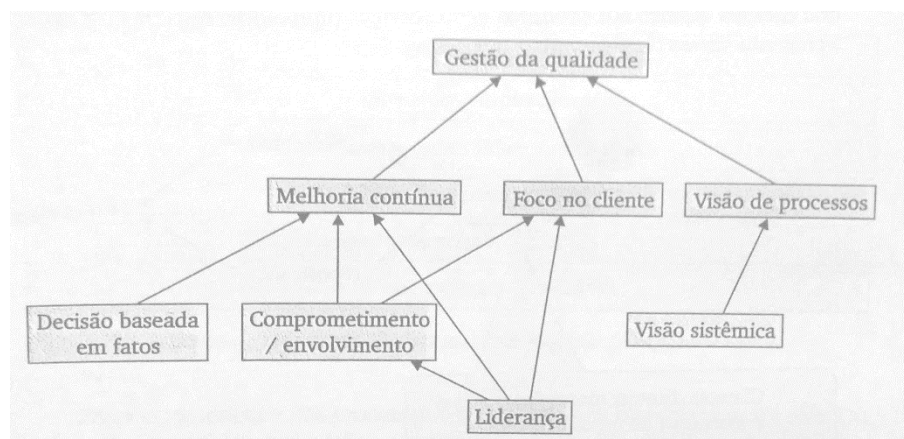 Gestão da qualidade
Melhoria contínua
Foco no cliente
Visão de processos
Decisão baseada
em fatos
Comprometimento
/ envolvimento
Visão sistêmica
Liderança